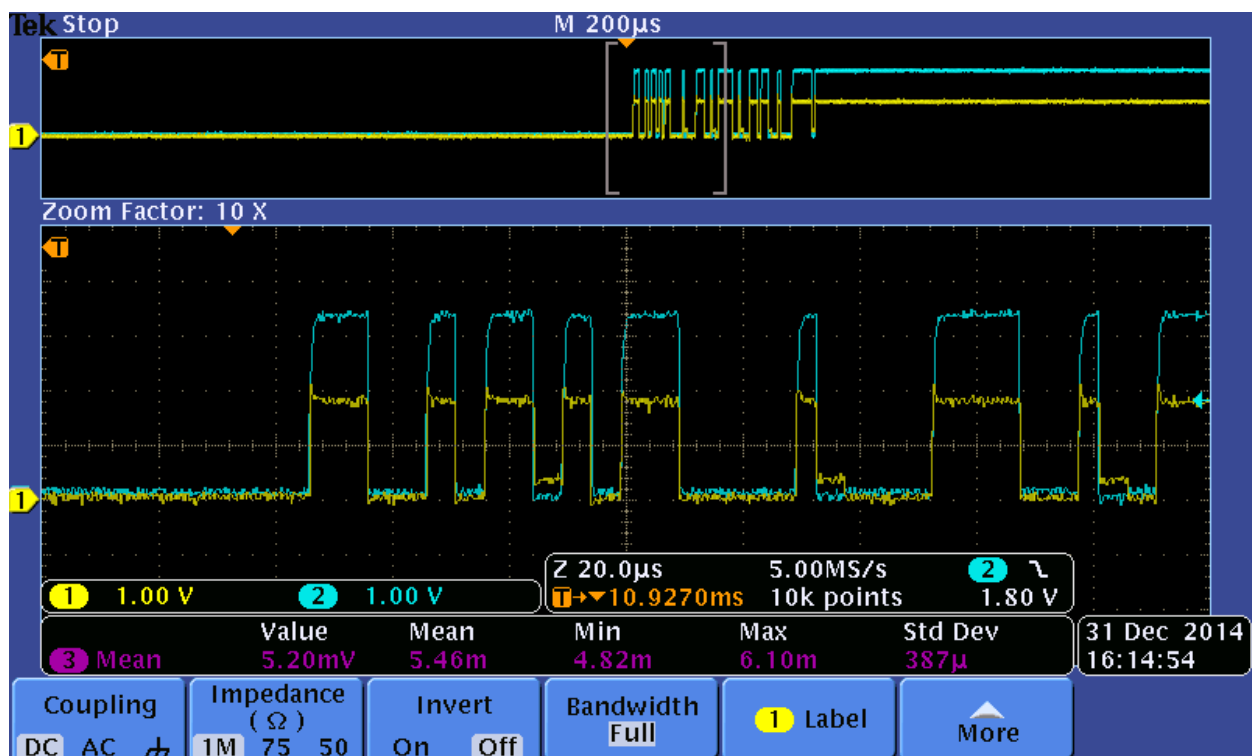 Tek Stop M 200µs
T
1
Zoom Factor: 10 X
T
1
Z 20.0µs 5.00MS/s 2
1 1.00 V 2 1.00 V T→▼10.9270ms 10k points 1.80 V
Value Mean Min Max Std Dev 31 Dec 2014
3 Mean 5.20mV 5.46m 4.82m 6.10m 387µ 16:14:54
Coupling Impedance Invert Bandwidth 1 Label More
(Ω) Full
DC AC 1M 75 50 On Off